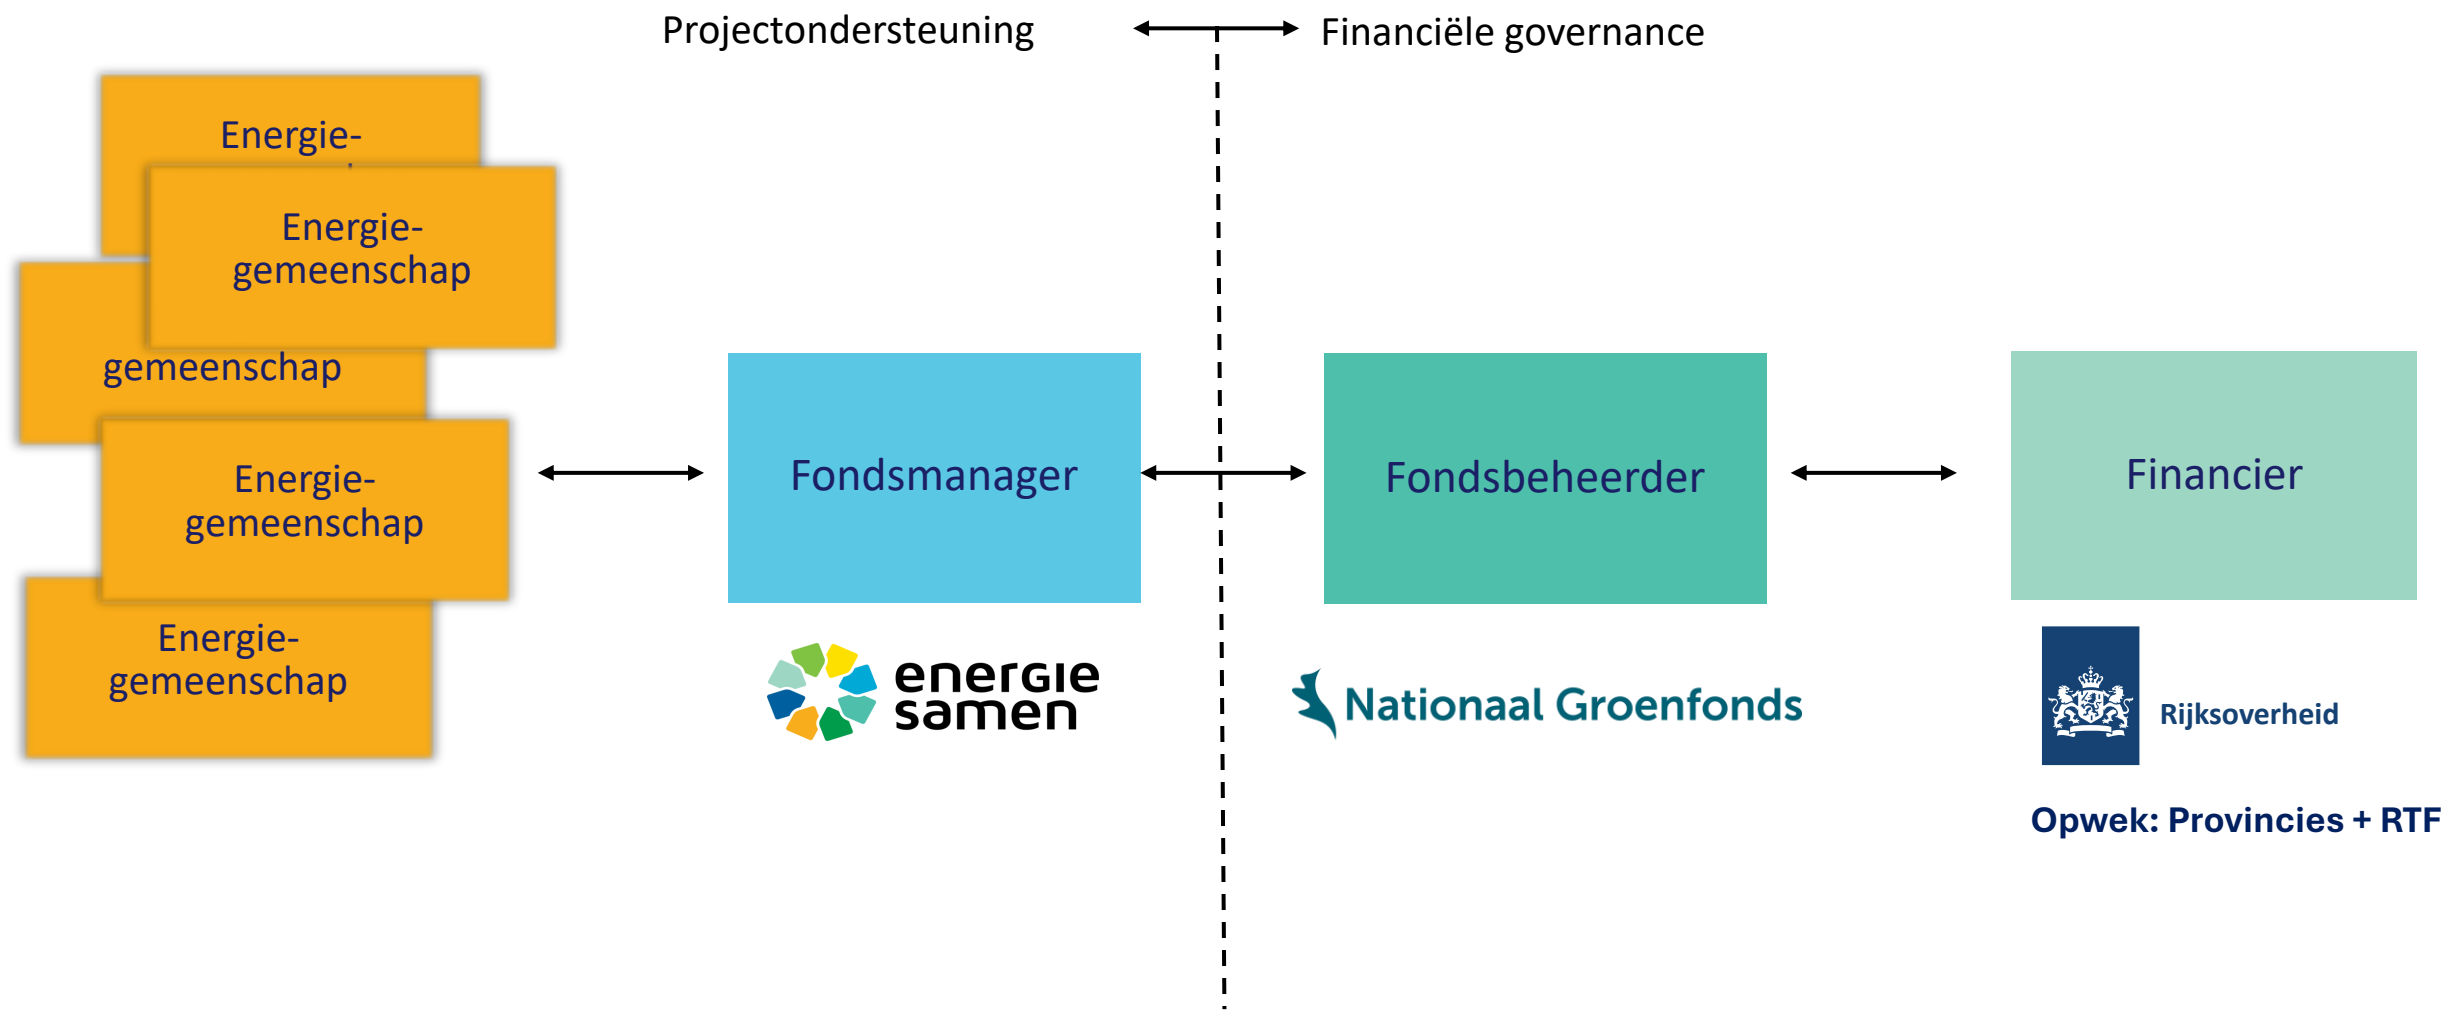 Projectondersteuning
Financiële governance
Energie-
Energie-
gemeenschap
gemeenschap
Energie-
gemeenschap
Energie-
gemeenschap
Fondsmanager
Fondsbeheerder
Financier
energie
samen
Nationaal Groenfonds
Rijksoverheid
Opwek: Provincies + RTF